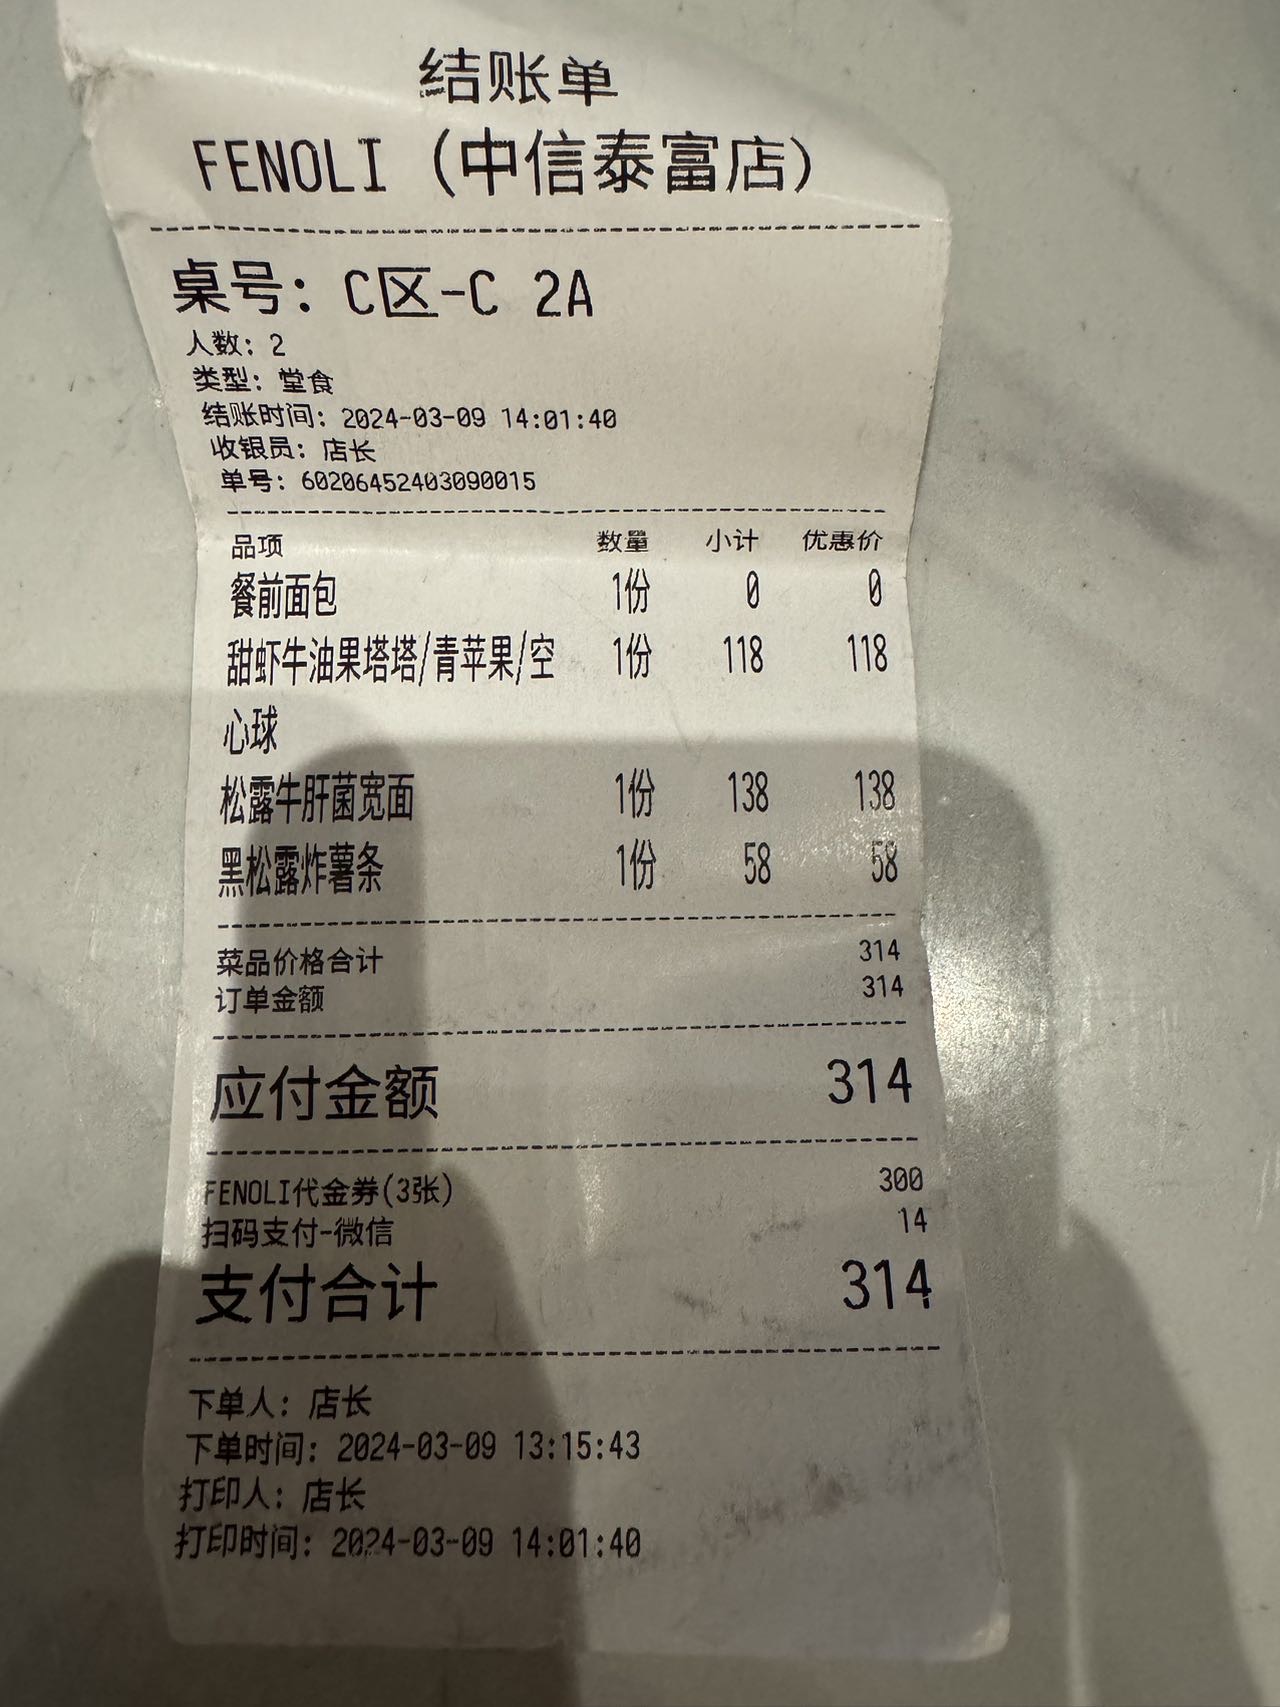 结账单
FENOLI（中信泰富店）
桌号：C区-C 2A
人数：2
类型：堂食
结账时间：2024-03-09 14:01:40
收银员：店长
单号：60206452403090015
品项 数量 小计 优惠价
餐前面包 1份 0 0
甜虾牛油果塔塔/青苹果/空 1份 118 118
心球
松露牛肝菌宽面 1份 138 138
黑松露炸薯条 1份 58 58
菜品价格合计 314
订单金额 314
应付金额 314
FENOLI代金券(3张) 300
扫码支付-微信 14
支付合计 314
下单人：店长
下单时间：2024-03-09 13:15:43
打印人：店长
打印时间：2024-03-09 14:01:40